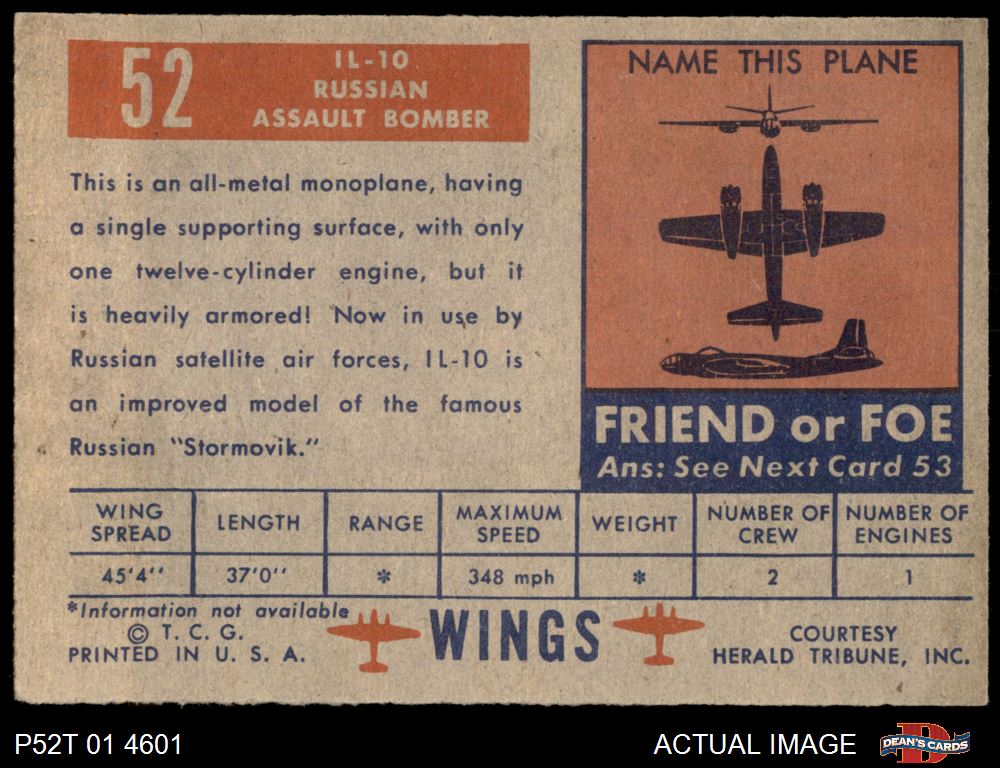 52
IL-10
RUSSIAN
ASSAULT BOMBER
This is an all-metal monoplane, having
a single supporting surface, with only
one twelve-cylinder engine, but it
is heavily armored! Now in use by
Russian satellite air forces, IL-10 is
an improved model of the famous
Russian "Stormovik."
NAME THIS PLANE
FRIEND or FOE
Ans: See Next Card 53
WING SPREAD LENGTH RANGE MAXIMUM SPEED WEIGHT NUMBER OF CREW NUMBER OF ENGINES
45'4'' 37'0'' * 348 mph * 2 1
*Information not available
© T. C. G.
PRINTED IN U. S. A.
WINGS
COURTESY
HERALD TRIBUNE, INC.
P52T 01 4601
ACTUAL IMAGE
DEAN'S CARDS